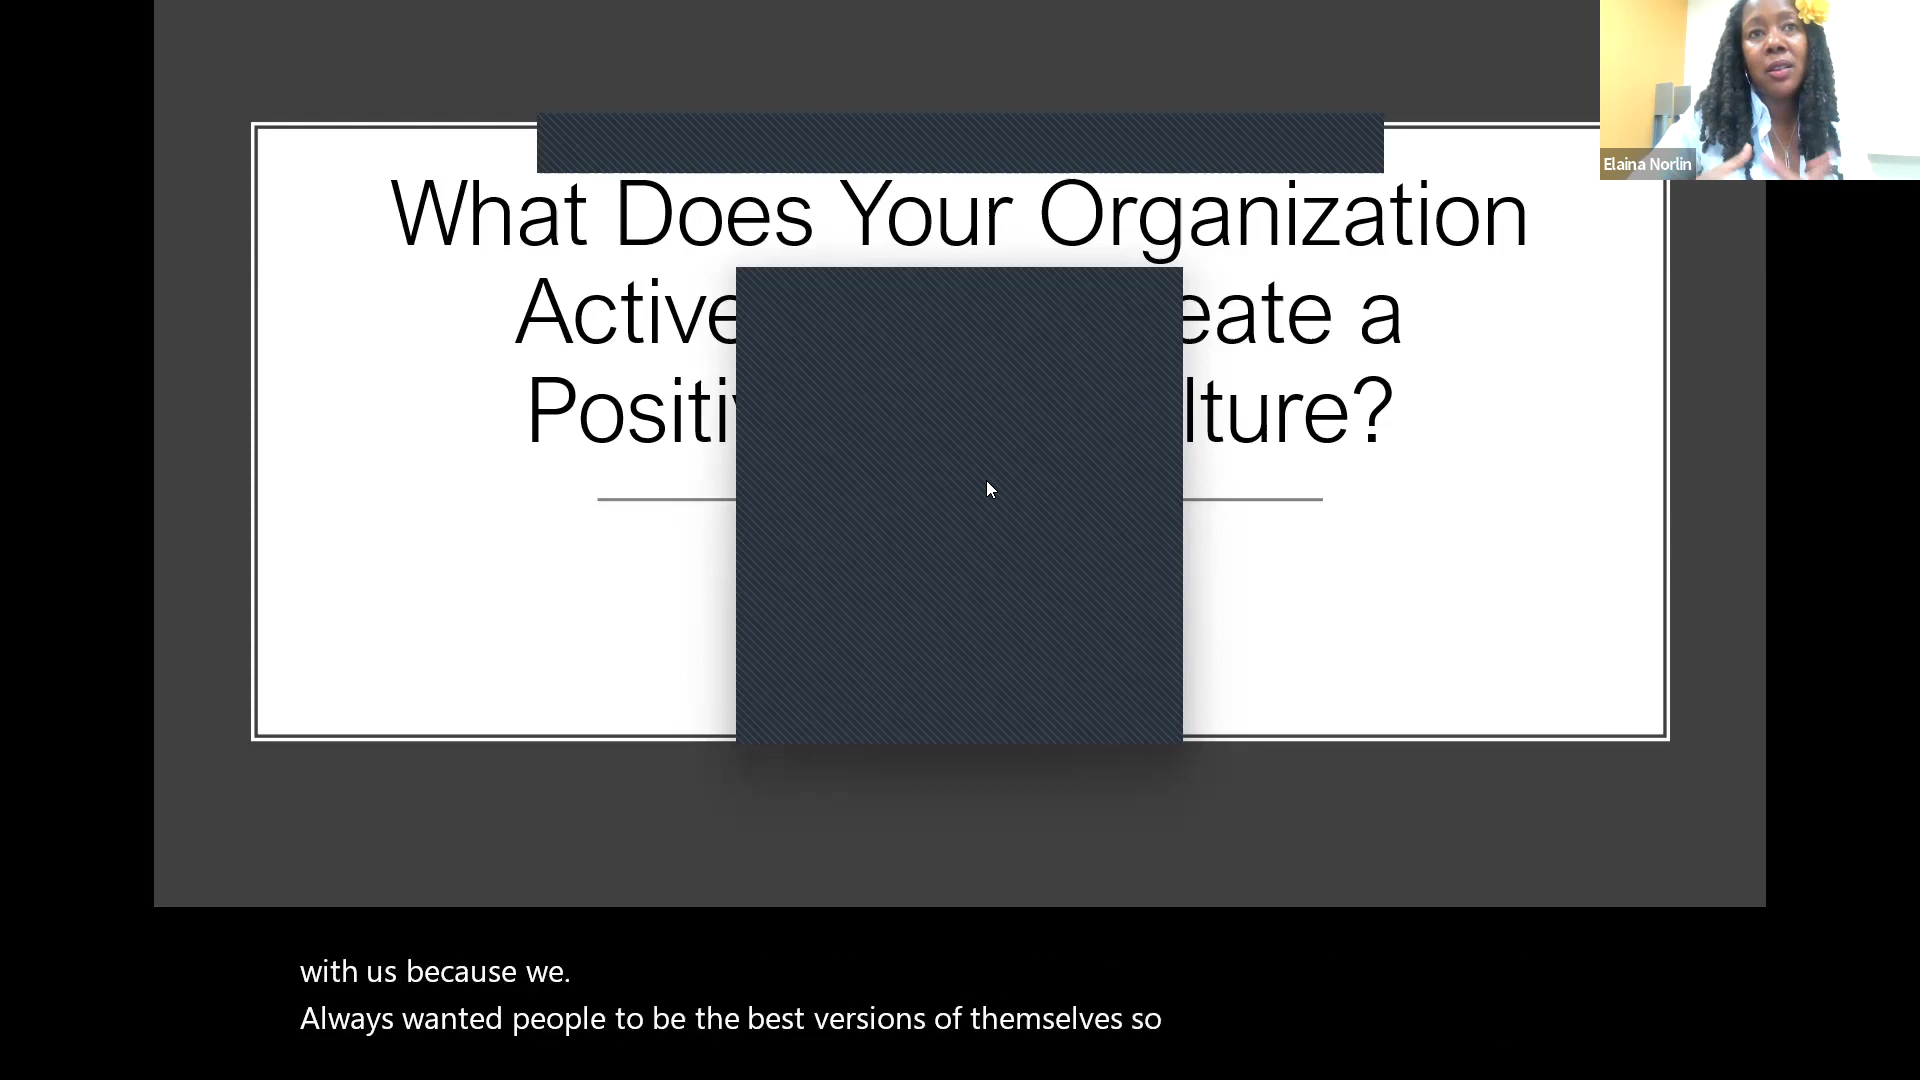 What Does Your Organization
Active eate a
Positi lture?
Elaina Norlin
with us because we.
Always wanted people to be the best versions of themselves so